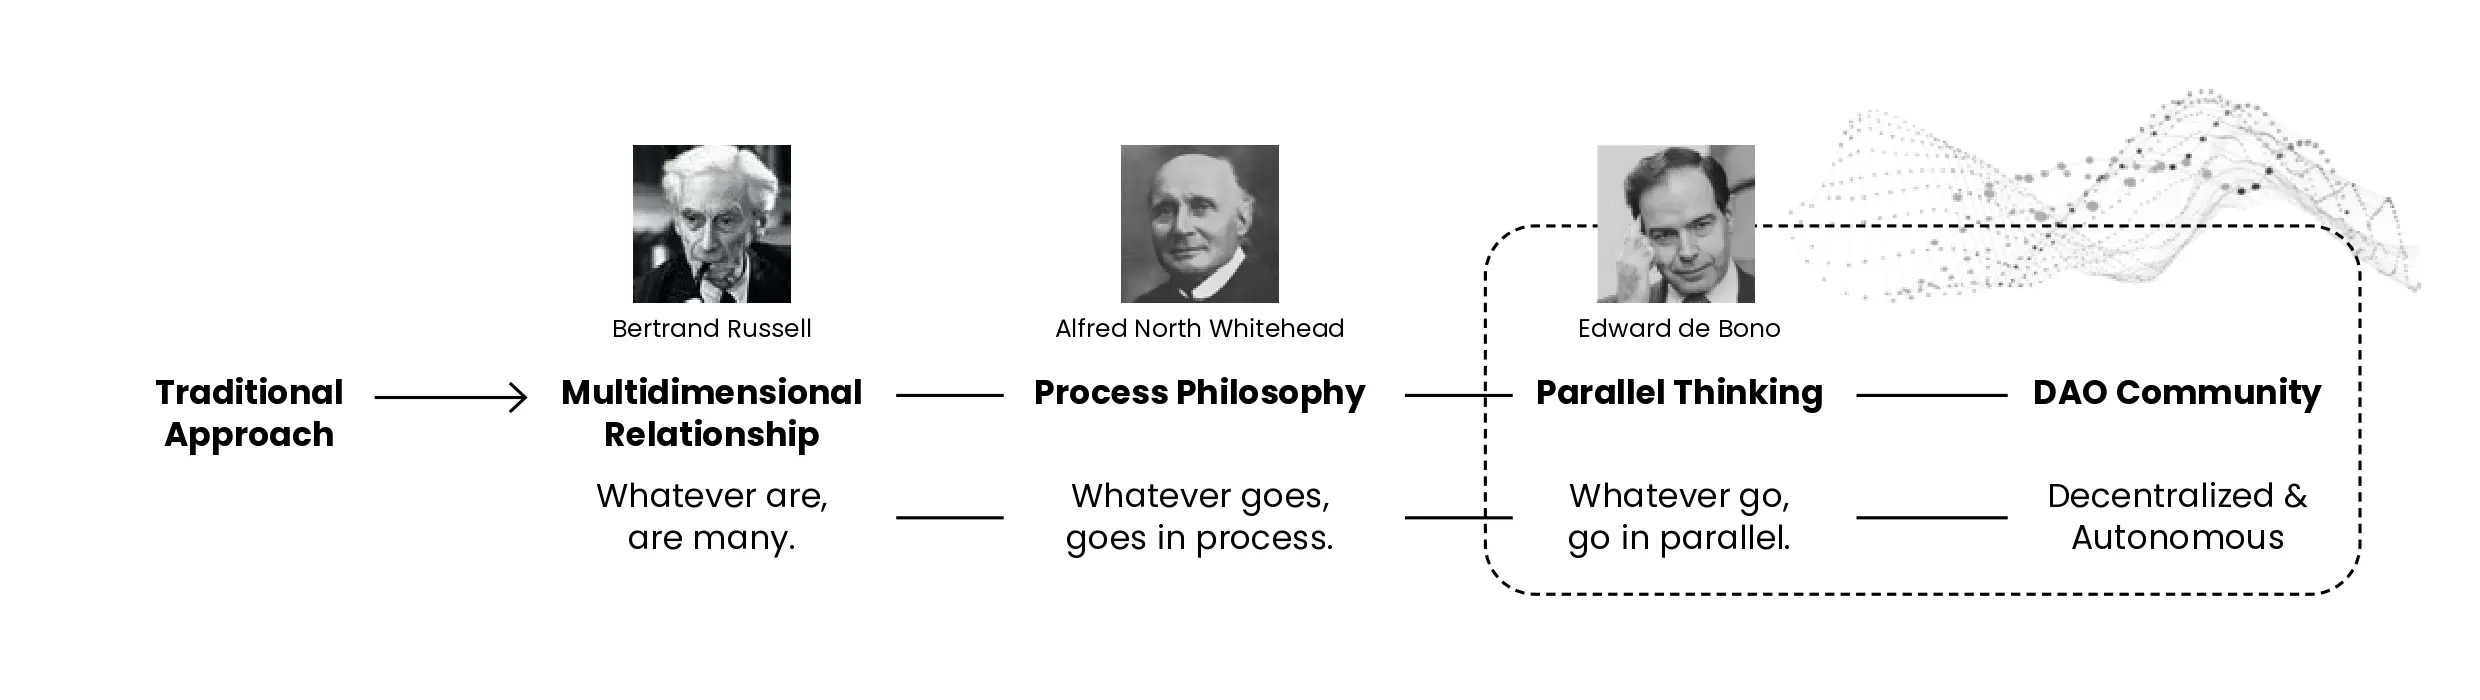 Bertrand Russell
Alfred North Whitehead
Edward de Bono
Traditional
Approach
Multidimensional
Relationship
Process Philosophy
Parallel Thinking
DAO Community
Whatever are,
are many.
Whatever goes,
goes in process.
Whatever go,
go in parallel.
Decentralized &
Autonomous